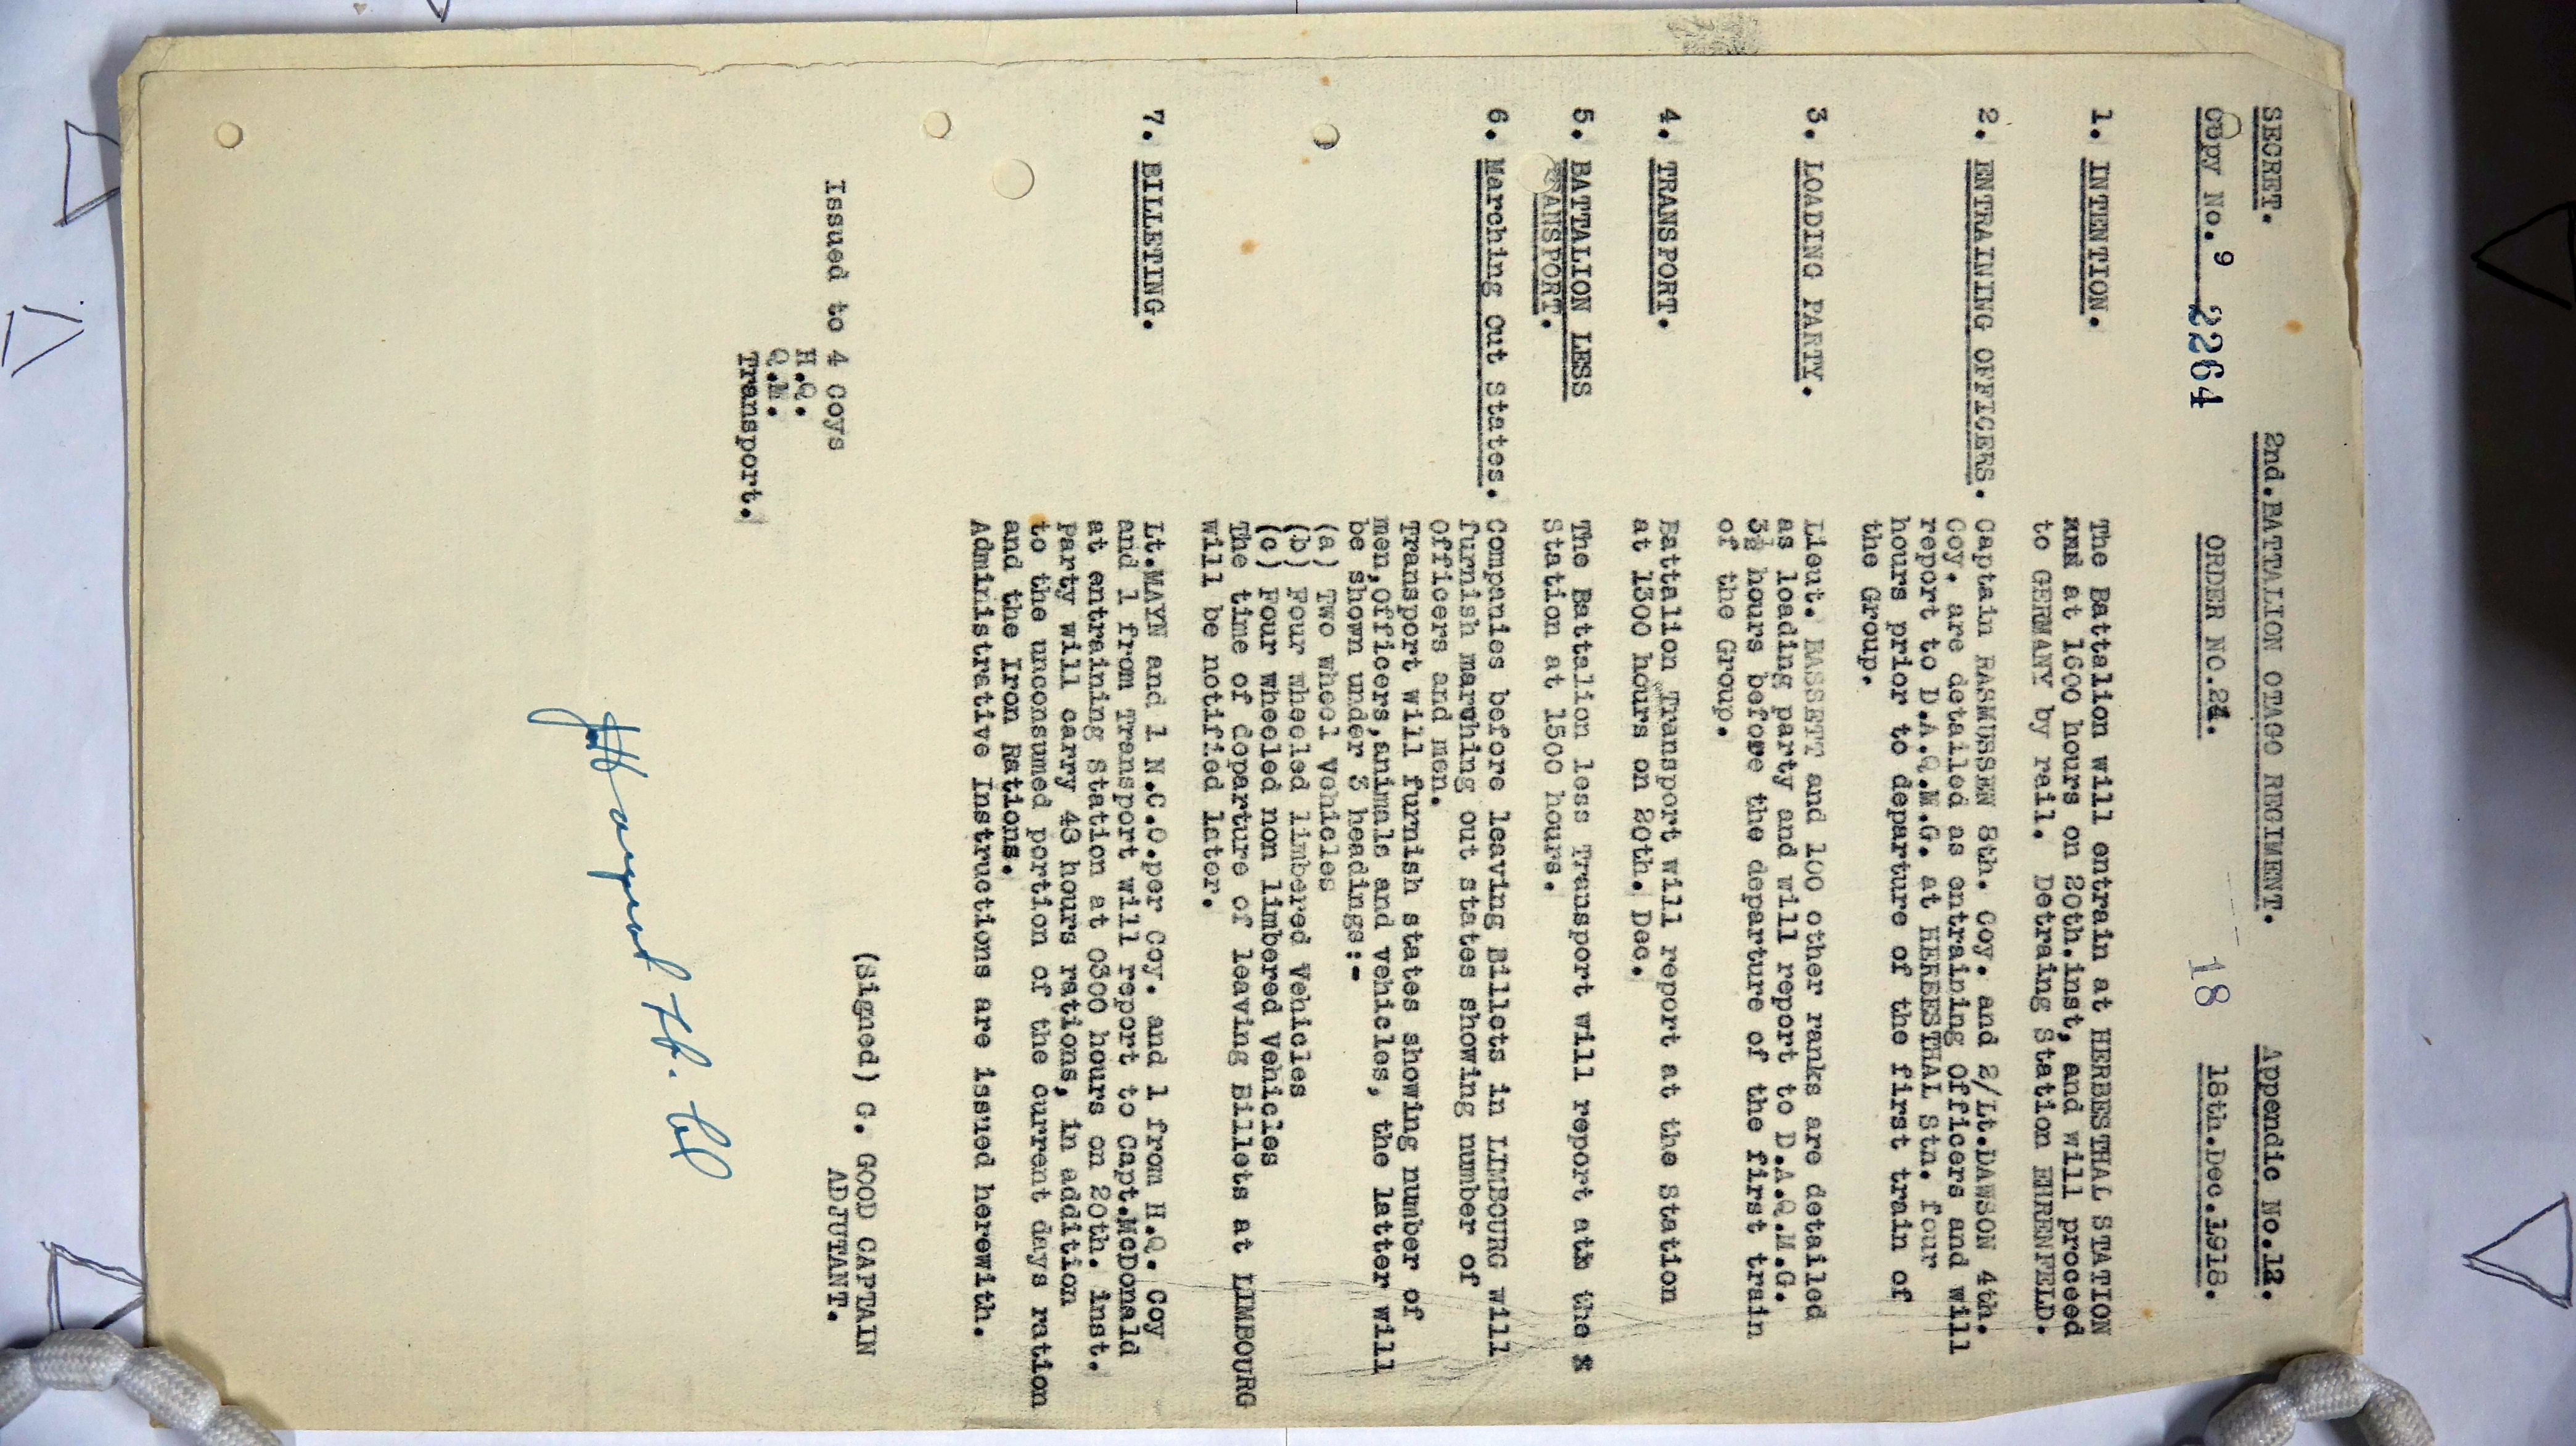 SECRET. 2nd.BATTALION OTAGO REGIMENT. Appendic No.12.
Copy No. 9 2264 ORDER NO.24. 18 18th.Dec.1918.
1. INTENTION. The Battalion will entrain at HERBESTHAL STATION
at 1600 hours on 20th.inst, and will proceed
to GERMANY by rail. Detraing Station EHRENFELD.
2. ENTRAINING OFFICERS. Captain RASMUSSEN 8th. Coy. and 2/Lt.DAWSON 4th.
Coy. are detailed as entraining Officers and will
report to D.A.Q.M.G. at HERBESTHAL Stn. four
hours prior to departure of the first train of
the Group.
3. LOADING PARTY. Lieut. BASSETT and 100 other ranks are detailed
as loading party and will report to D.A.Q.M.G.
3½ hours before the departure of the first train
of the Group.
4. TRANSPORT. Battalion Transport will report at the Station
at 1300 hours on 20th. Dec.
5. BATTALION LESS The Battalion less Transport will report at the
TRANSPORT. Station at 1500 hours.
6. Marching Out States. Companies before leaving Billets in LIMBOURG will
furnish marching out states showing number of
Officers and men.
Transport will furnish states showing number of
men,Officers,animals and vehicles, the latter will
be shown under 3 headings:-
(a) Two wheel Vehicles
(b) Four wheeled limbered Vehicles
(c) Four wheeled non limbered Vehicles
The time of departure of leaving Billets at LIMBOURG
will be notified later.
7. BILLETING. Lt.MAYN and 1 N.C.O.per Coy. and 1 from H.Q. Coy
and 1 from Transport will report to Capt.McDonald
at entraining Station at 0300 hours on 20th. inst.
Party will carry 43 hours rations, in addition
to the unconsumed portion of the current days ration
and the Iron Rations.
Administrative Instructions are issued herewith.
(Signed) G. GOOD CAPTAIN
Issued to 4 Coys ADJUTANT.
H.Q.
Q.M.
Transport.